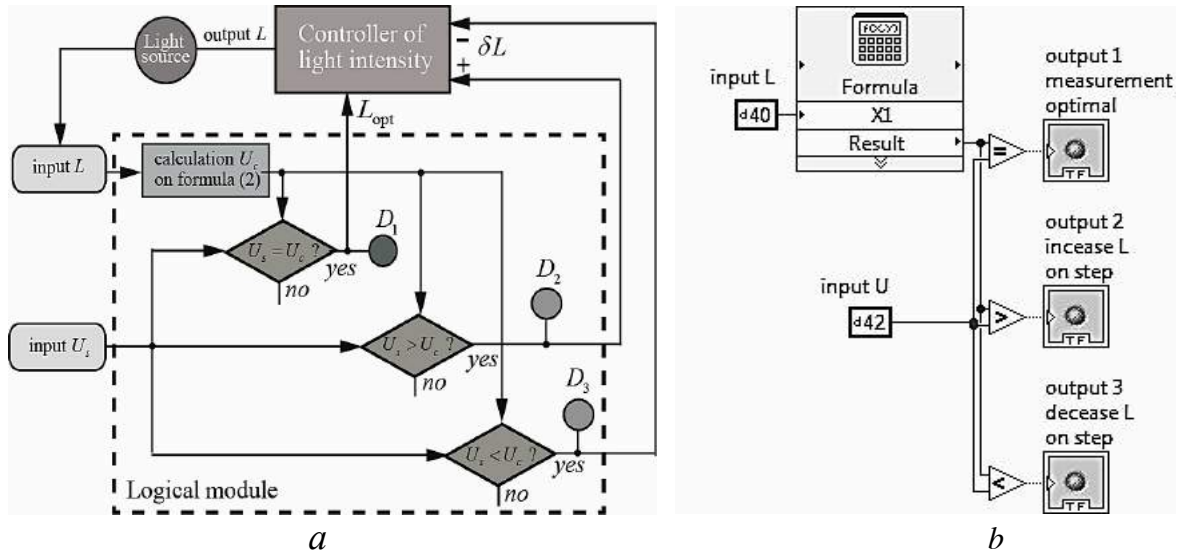 Light
source
output L
Controller of
light intensity
−
+
δL
L_opt
input L
calculation U_c
on formula (2)
U_s = U_c ?
yes
no
D_1
D_2
input U_s
U_s > U_c ?
yes
no
D_3
U_s < U_c ?
yes
no
Logical module
a
f(X,Y)
Formula
X1
Result
input L
d40
output 1
measurement
optimal
=
TF
output 2
incease L
on step
input U
d42
>
TF
output 3
decease L
on step
<
TF
b